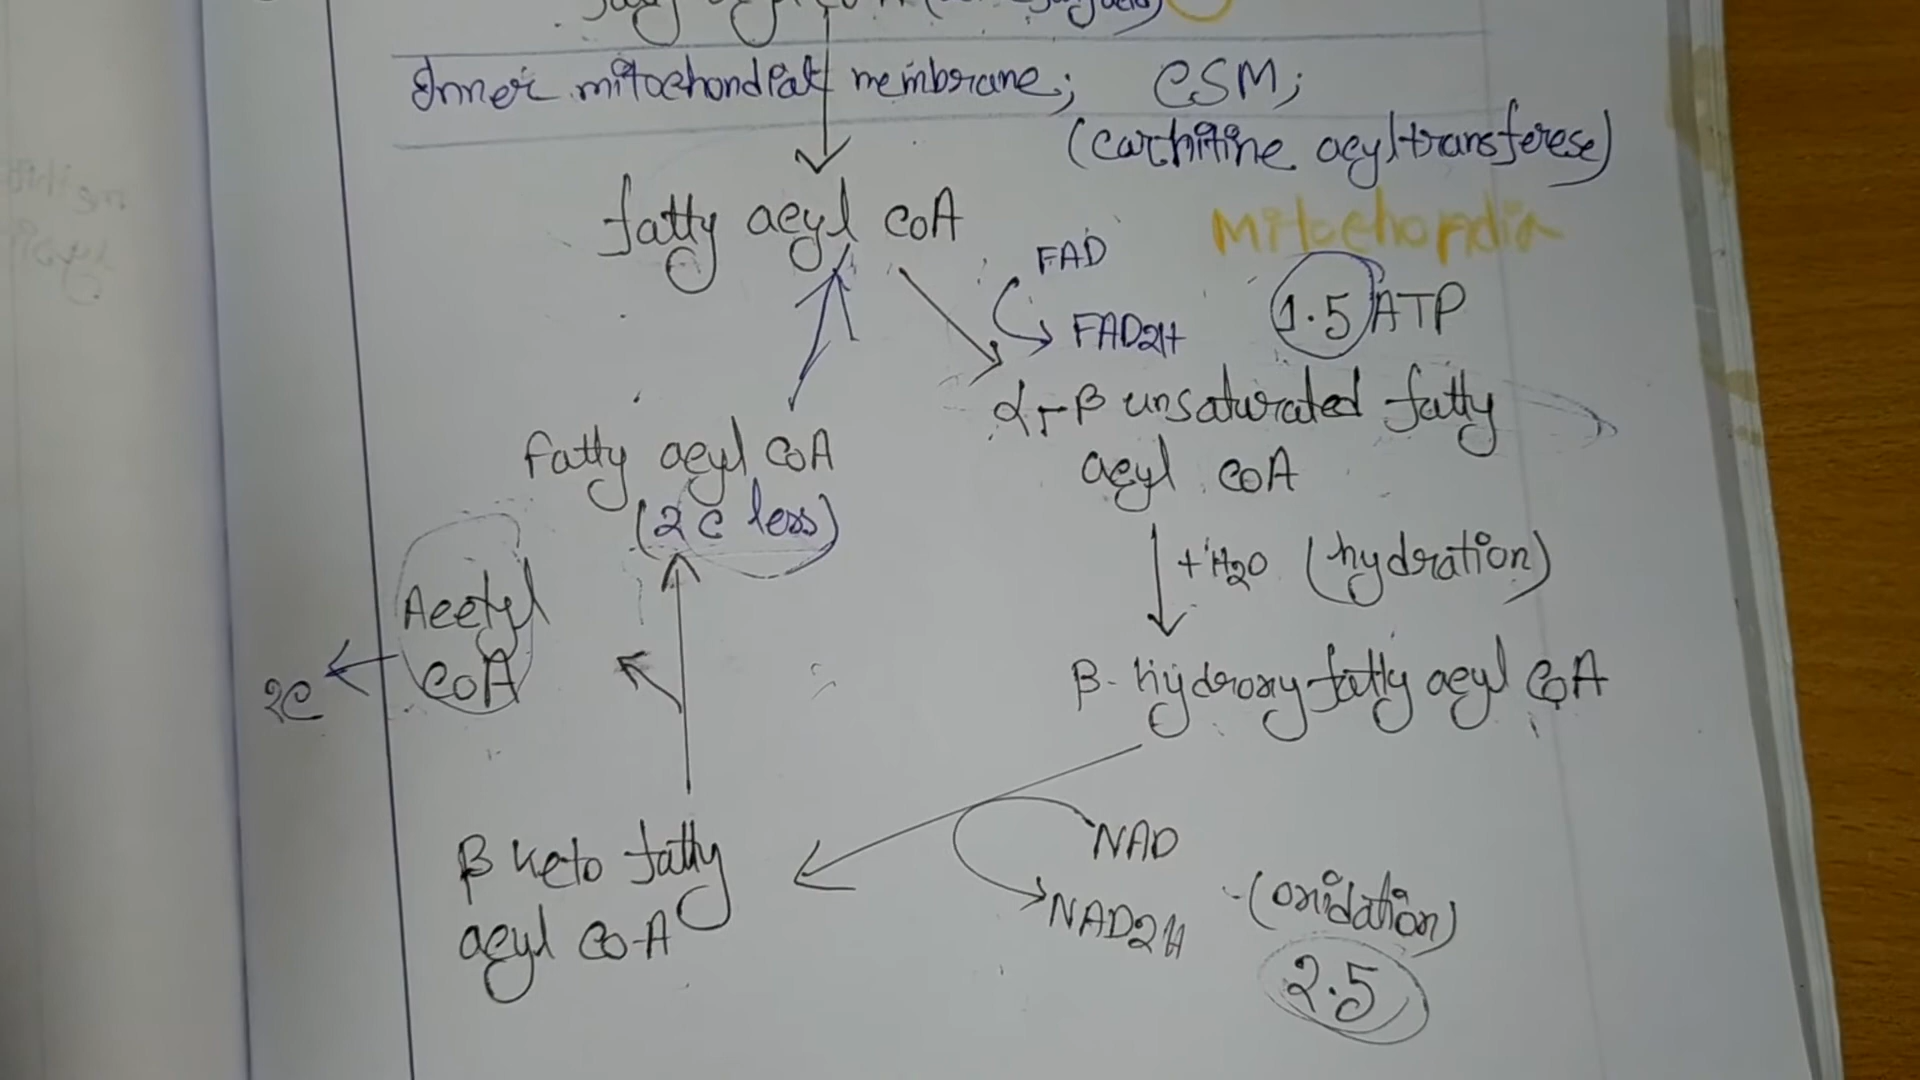 Inner mitochondrial membrane; CSM;
(carnitine acyltransferese)
fatty acyl CoA
Mitochondia
FAD
FAD2H
1.5 ATP
α,-β unsaturated fatty
acyl CoA
fatty acyl CoA
(2C less)
+H2O (hydration)
Acetyl
CoA
2C
β-hydroxy fatty acyl CoA
NAD
NAD2H
-(oxidation)
2.5
β keto fatty
acyl Co-A